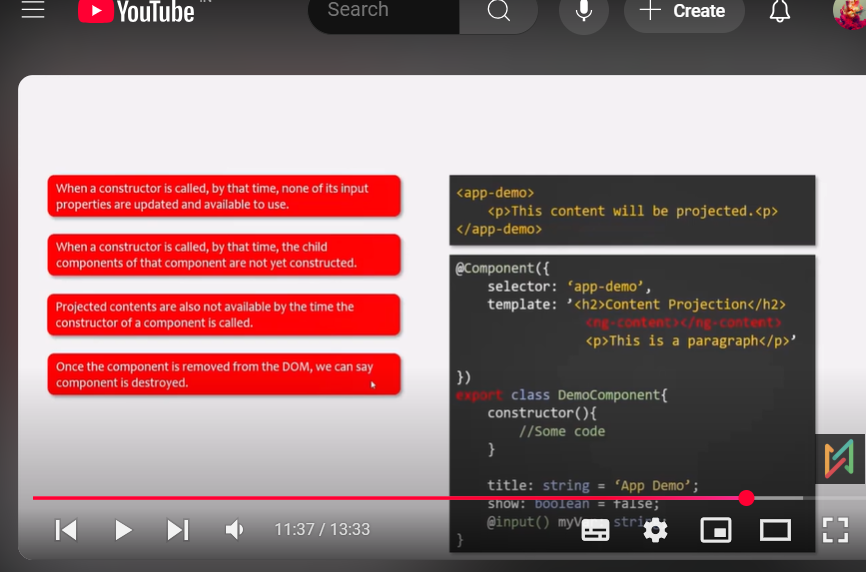 YouTube
IN
Search
Create
When a constructor is called, by that time, none of its input
properties are updated and available to use.
When a constructor is called, by that time, the child
components of that component are not yet constructed.
Projected contents are also not available by the time the
constructor of a component is called.
Once the component is removed from the DOM, we can say
component is destroyed.
<app-demo>
<p>This content will be projected.<p>
</app-demo>
@Component({
selector: ‘app-demo’,
template: ’<h2>Content Projection</h2>
<ng-content></ng-content>
<p>This is a paragraph</p>’
})
export class DemoComponent{
constructor(){
//Some code
}
title: string = ‘App Demo’;
show: boolean = false;
@input()
}
11:37 / 13:33